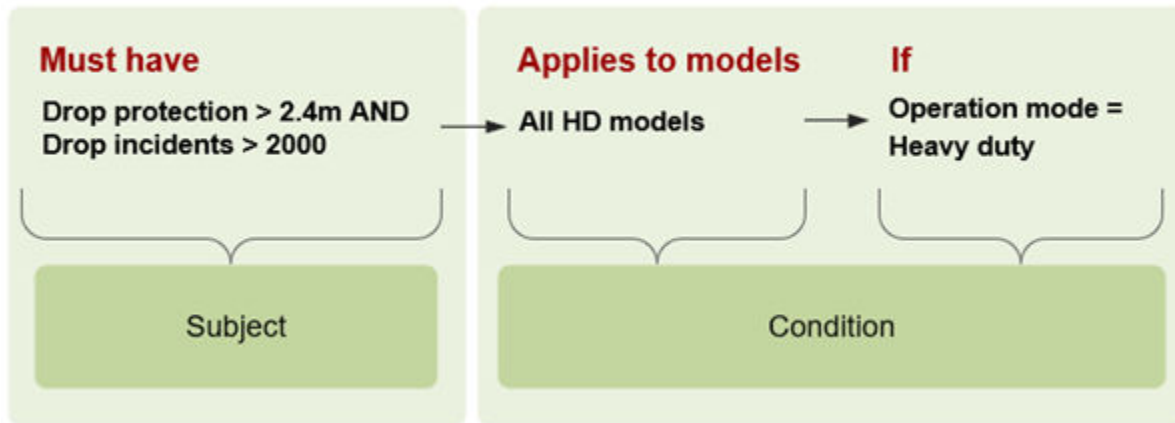 Must have
Drop protection > 2.4m AND
Drop incidents > 2000
Applies to models
All HD models
If
Operation mode =
Heavy duty
Subject
Condition